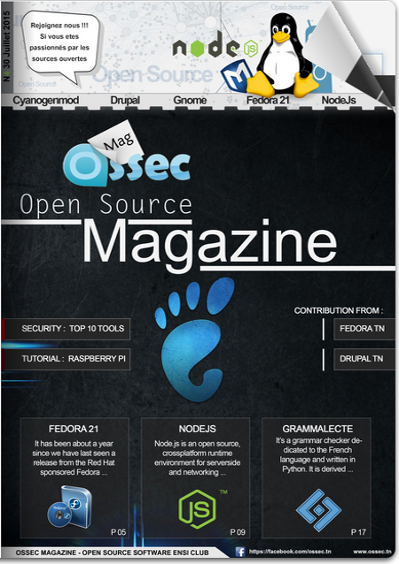 N° 30 Juillet 2015
Rejoignez nous !!!
Si vous etes
passionnés par les
sources ouvertes
node
JS
Open Source
Cyanogenmod Drupal Gnome Fedora 21 NodeJs
Mag
Ossec
Open Source
Magazine
CONTRIBUTION FROM :
SECURITY : TOP 10 TOOLS
FEDORA TN
TUTORIAL : RASPBERRY PI
DRUPAL TN
FEDORA 21
It has been about a year
since we have seen a
release from the Red Hat
sponsored Fedora ...
P 05
NODEJS
Node.js is an open source,
crossplatform runtime
environment for serverside
and networking ...
JS
TM
P 09
GRAMMALECTE
It's a grammar checker de-
dicated to the French
language and written in
Python. It is derived ...
P 17
OSSEC MAGAZINE - OPEN SOURCE SOFTWARE ENSI CLUB
https://facebook.com/ossec.tn
www.ossec.tn